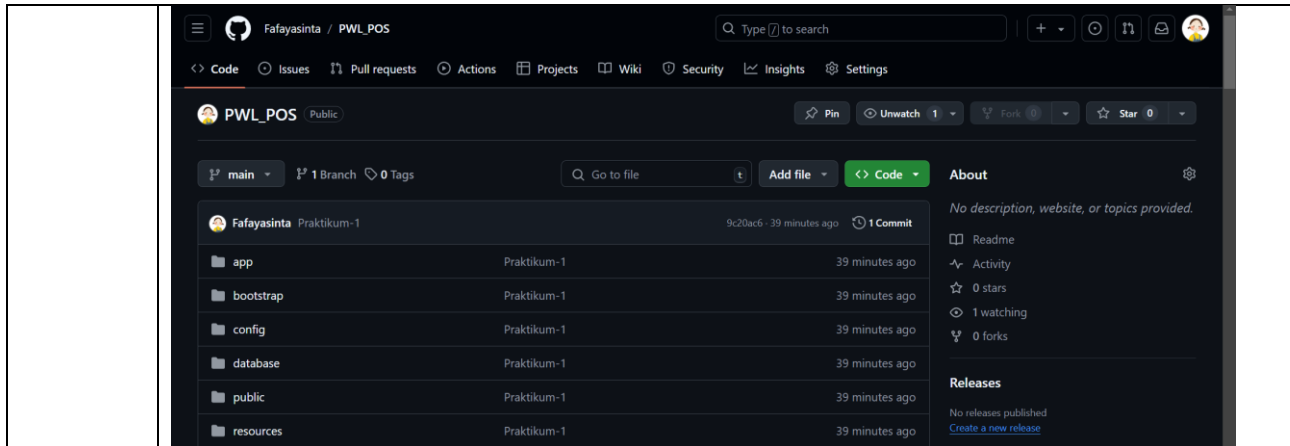 Fafayasinta / PWL_POS
Type / to search
Code Issues Pull requests Actions Projects Wiki Security Insights Settings
PWL_POS Public
Pin Unwatch 1 Fork 0 Star 0
main 1 Branch 0 Tags Go to file t Add file Code
About
No description, website, or topics provided.
Fafayasinta Praktikum-1 9c20ac6 · 39 minutes ago 1 Commit
app Praktikum-1 39 minutes ago
bootstrap Praktikum-1 39 minutes ago
config Praktikum-1 39 minutes ago
database Praktikum-1 39 minutes ago
public Praktikum-1 39 minutes ago
resources Praktikum-1 39 minutes ago
Readme
Activity
0 stars
1 watching
0 forks
Releases
No releases published
Create a new release